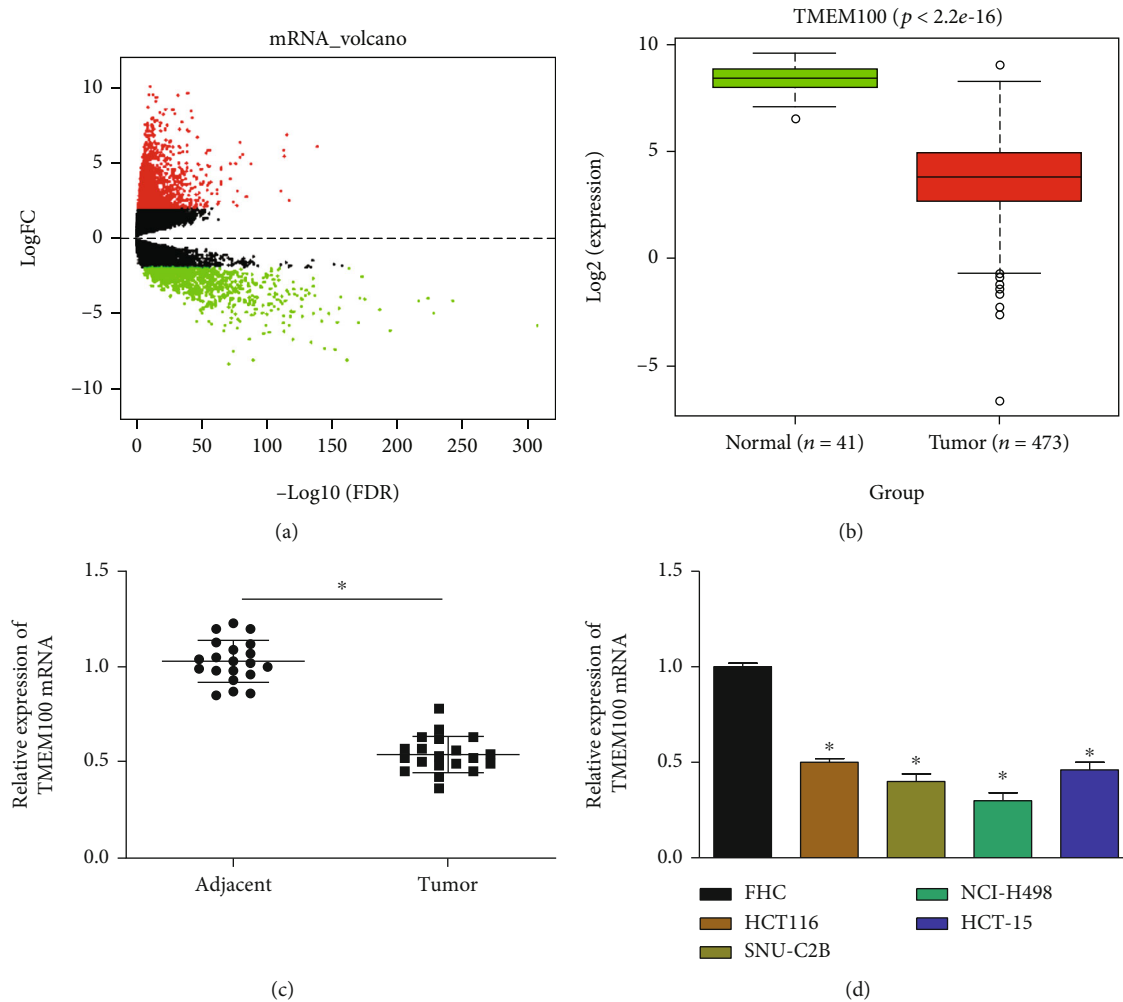 mRNA_volcano
10
5
0
−5
−10
LogFC
0 50 100 150 200 250 300
−Log10 (FDR)
(a)
TMEM100 (p < 2.2e-16)
10
5
0
−5
Log2 (expression)
Normal (n = 41) Tumor (n = 473)
Group
(b)
1.5
1.0
0.5
0.0
Relative expression of
TMEM100 mRNA
*
Adjacent Tumor
(c)
1.5
1.0
0.5
0.0
Relative expression of
TMEM100 mRNA
* * * *
FHC
HCT116
SNU-C2B
NCI-H498
HCT-15
(d)